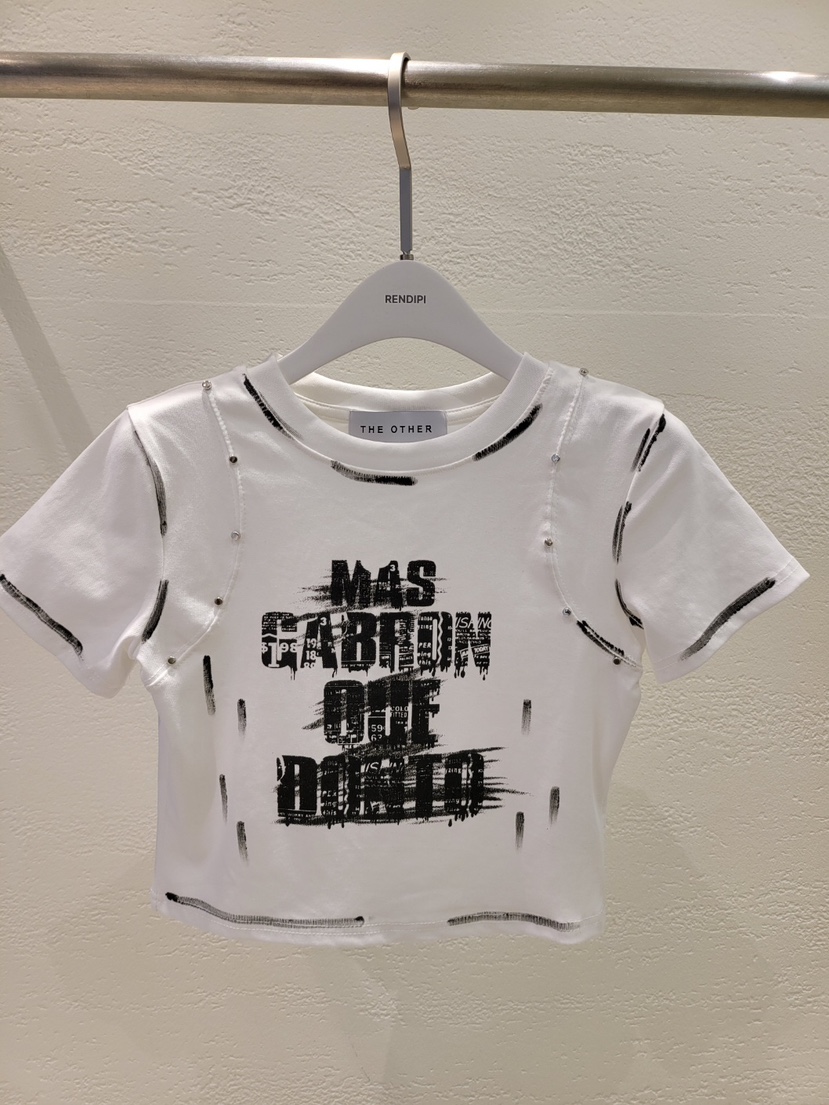 RENDIPI
THE OTHER
MAS
CABRON
QUE
BONITO